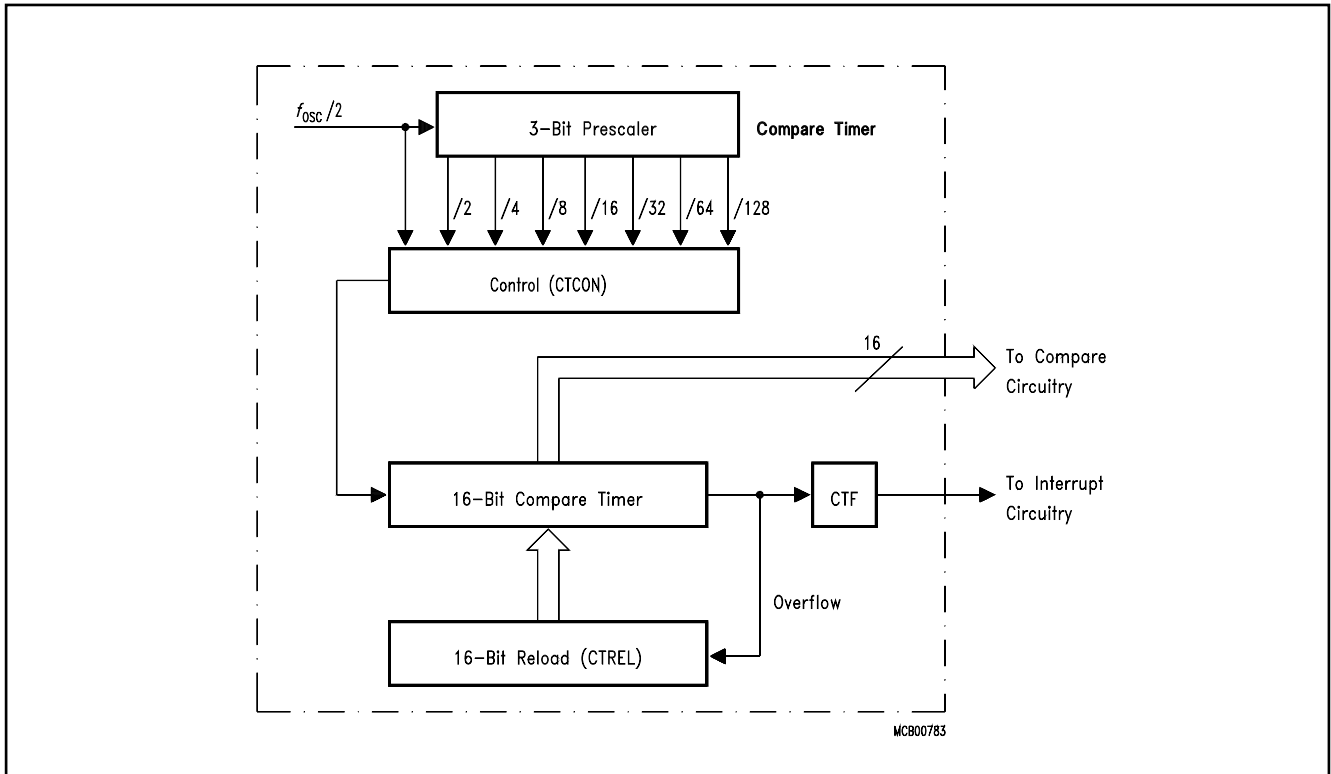 fOSC/2
3-Bit Prescaler
Compare Timer
/2 /4 /8 /16 /32 /64 /128
Control (CTCON)
16
To Compare
Circuitry
16-Bit Compare Timer
CTF
To Interrupt
Circuitry
Overflow
16-Bit Reload (CTREL)
MCB00783